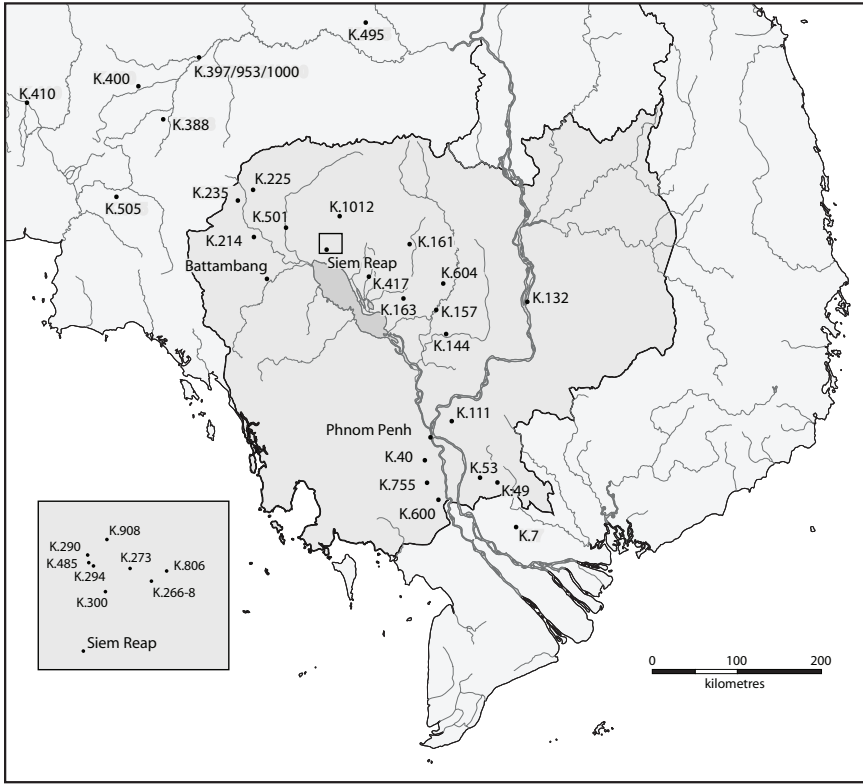 K.495
K.397/953/1000
K.400
K.410
K.388
K.225
K.235
K.505
K.1012
K.501
K.214
K.161
Siem Reap
Battambang
K.417
K.604
K.132
K.163
K.157
K.144
K.111
Phnom Penh
K.40
K.53
K.755
K.49
K.600
K.7
K.908
K.290
K.485
K.294
K.273
K.806
K.266-8
K.300
Siem Reap
0 100 200
kilometres